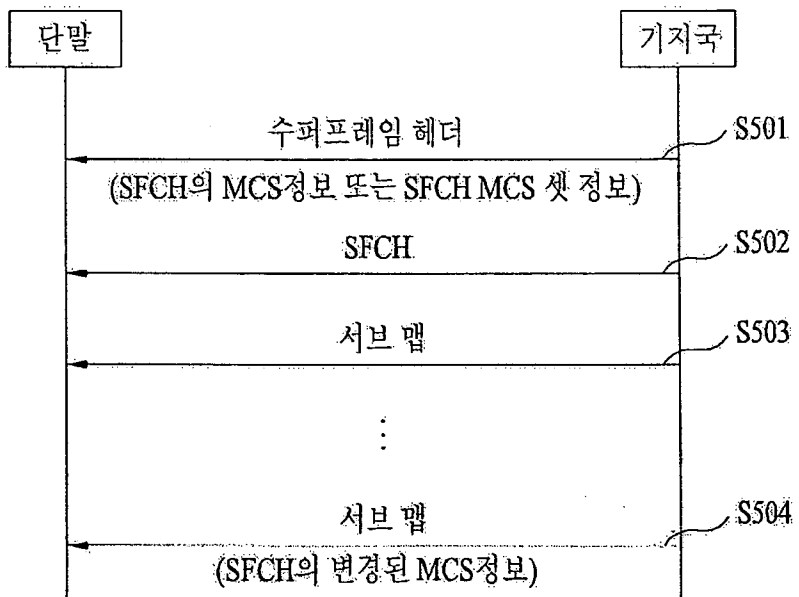 단말
기지국
수퍼프레임 헤더
S501
(SFCH의 MCS정보 또는 SFCH MCS 셋 정보)
SFCH
S502
서브 맵
S503
서브 맵
S504
(SFCH의 변경된 MCS정보)